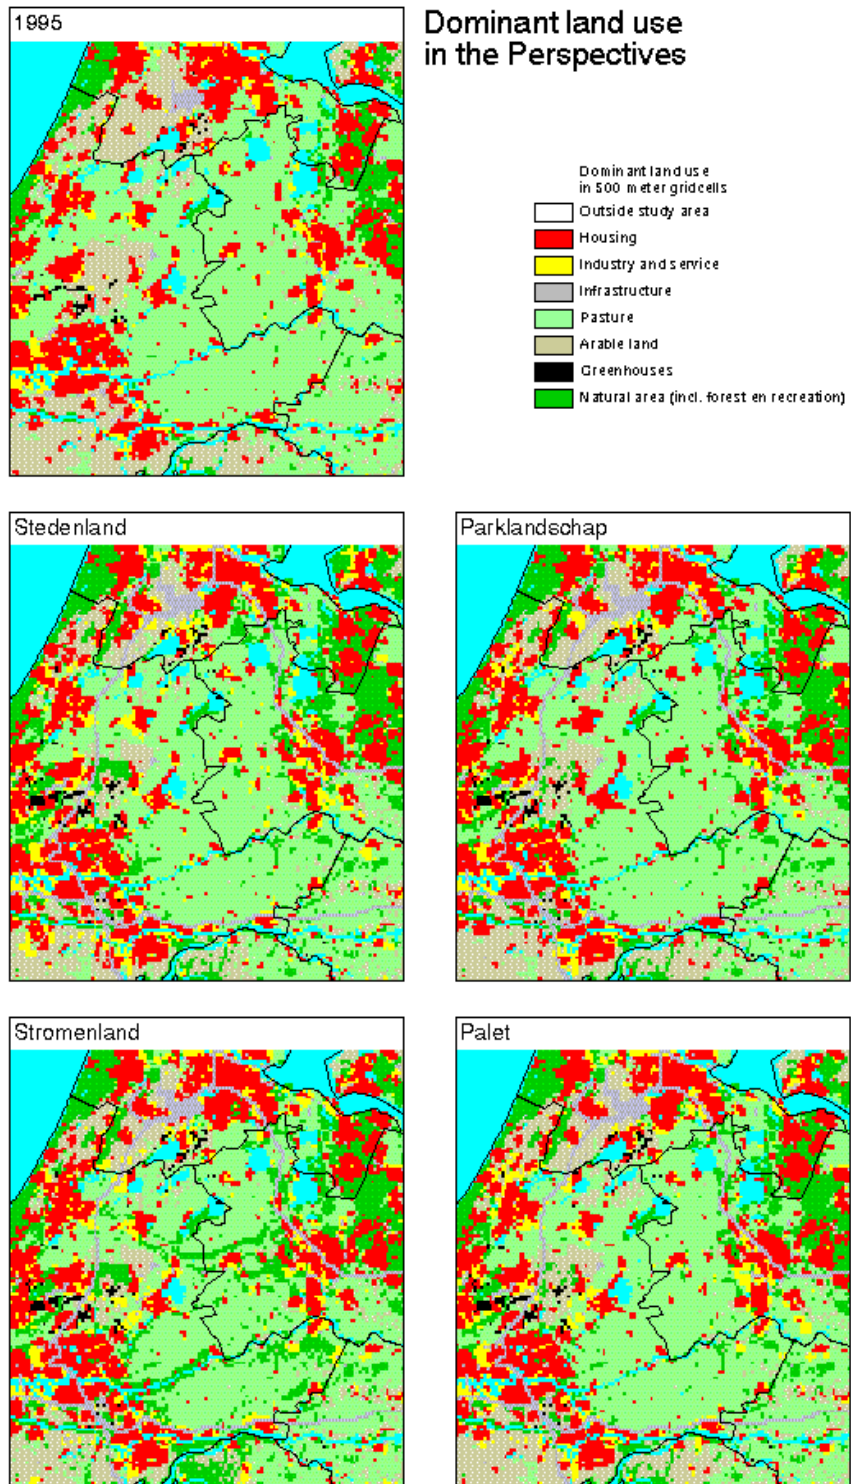 1995
Dominant land use
in the Perspectives
Dominant land use
in 500 meter gridcells
Outside study area
Housing
Industry and service
Infrastructure
Pasture
Arable land
Greenhouses
Natural area (incl. forest en recreation)
Stedenland
Parklandschap
Stromenland
Palet